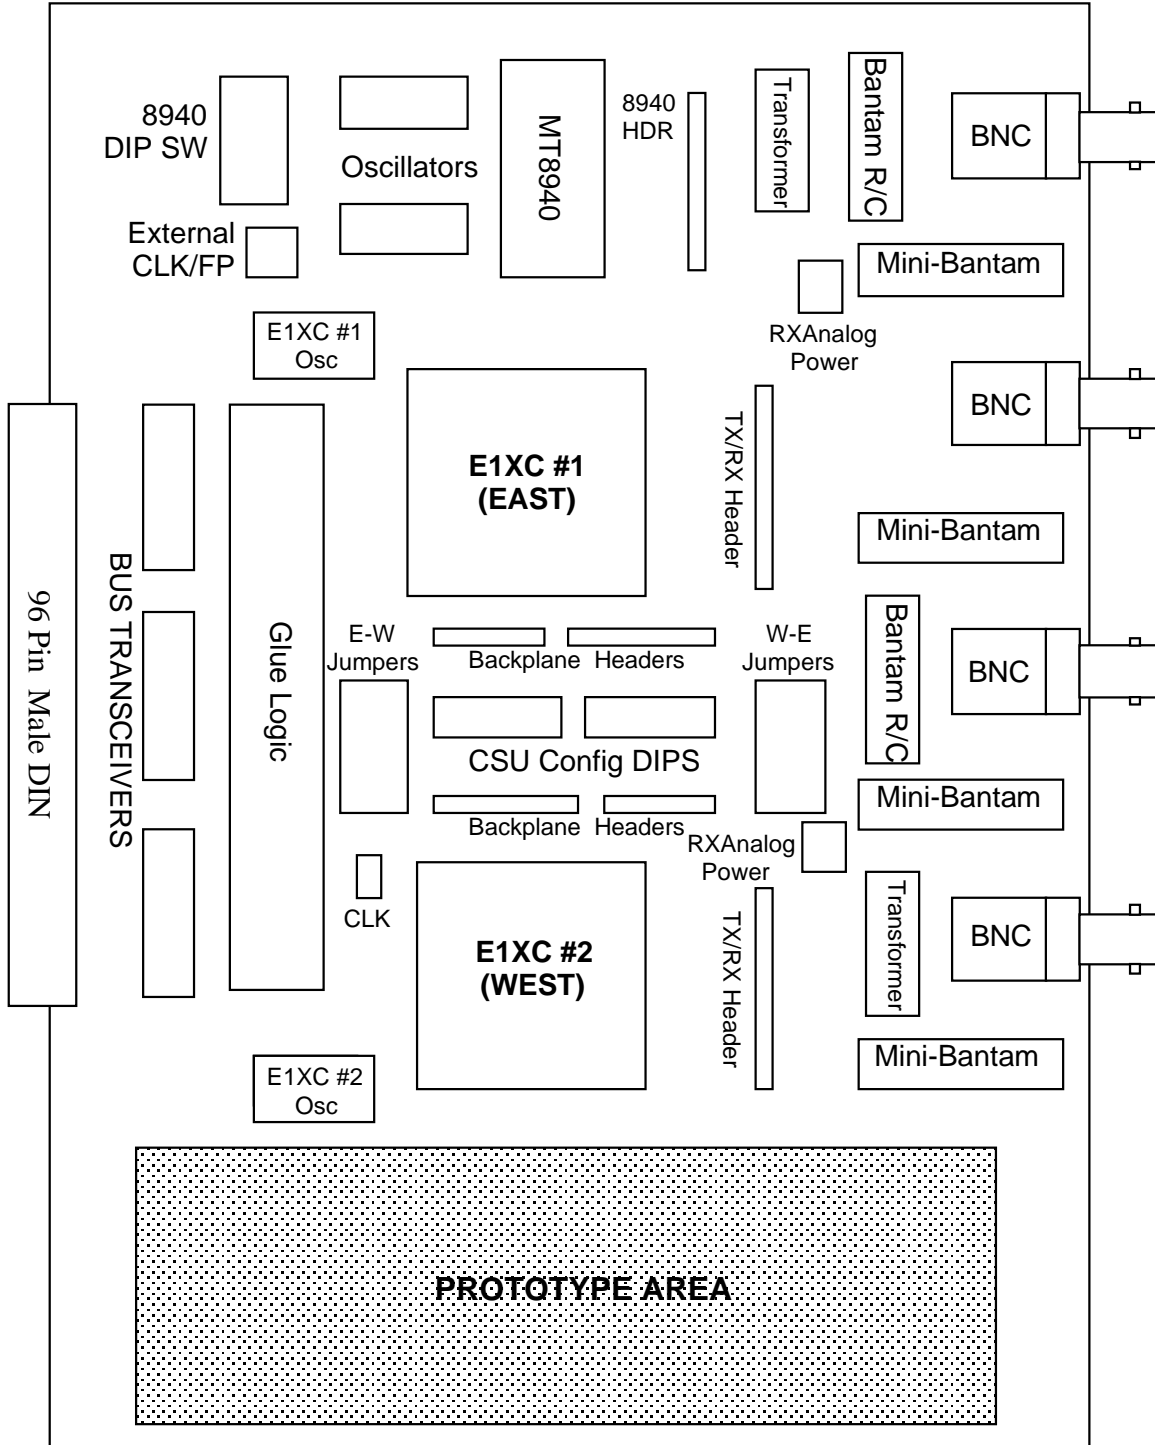 8940
DIP SW
Oscillators
MT8940
8940
HDR
Transformer
Bantam R/C
BNC
External
CLK/FP
Mini-Bantam
E1XC #1
Osc
RXAnalog
Power
BNC
E1XC #1
(EAST)
TX/RX Header
Mini-Bantam
96 Pin  Male DIN
BUS TRANSCEIVERS
Glue Logic
E-W
Jumpers
Backplane  Headers
W-E
Jumpers
Bantam R/C
BNC
CSU Config DIPS
Mini-Bantam
Backplane  Headers
RXAnalog
Power
CLK
E1XC #2
(WEST)
TX/RX Header
Transformer
BNC
Mini-Bantam
E1XC #2
Osc
PROTOTYPE AREA